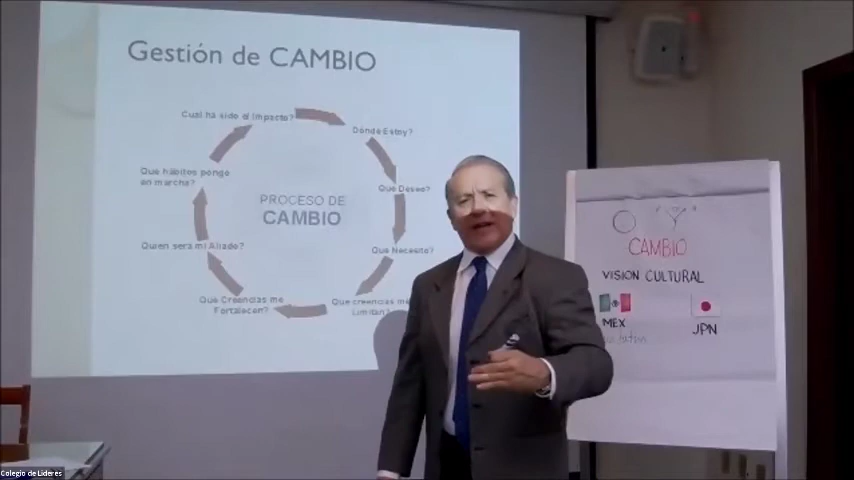 Gestión de CAMBIO
Cual ha sido el Impacto?
Donde Estoy?
Que hábitos pongo
en marcha?
Que Deseo?
PROCESO DE
CAMBIO
Quien será mi Aliado?
Que Necesito?
Que Creencias me
Fortalecen?
Que creencias me
Limitan?
CAMBIO
VISION CULTURAL
MEX
JPN
Colegio de Lideres